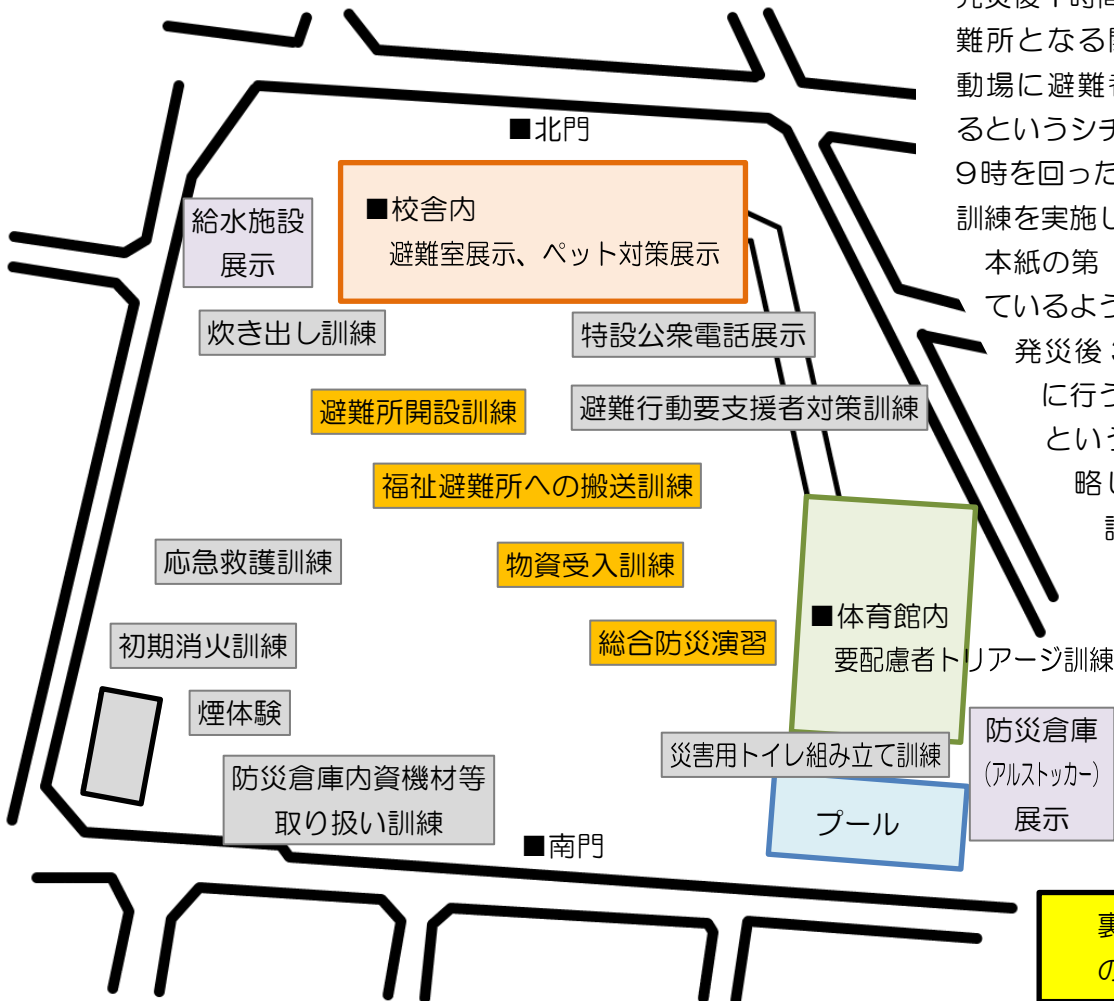 ■北門
■校舎内
避難室展示、ペット対策展示
給水施設
展示
炊き出し訓練
特設公衆電話展示
避難所開設訓練
避難行動要支援者対策訓練
福祉避難所への搬送訓練
応急救護訓練
物資受入訓練
初期消火訓練
総合防災演習
■体育館内
要配慮者トリアージ訓練
煙体験
災害用トイレ組み立て訓練
防災倉庫
(アルストッカー)
展示
防災倉庫内資機材等
取り扱い訓練
プール
■南門
難所となる
動場に避難
るというシチ
9時を回った
訓練を実施し
本紙の第
ているよう
発災後
に行う
という
略し
裏
の